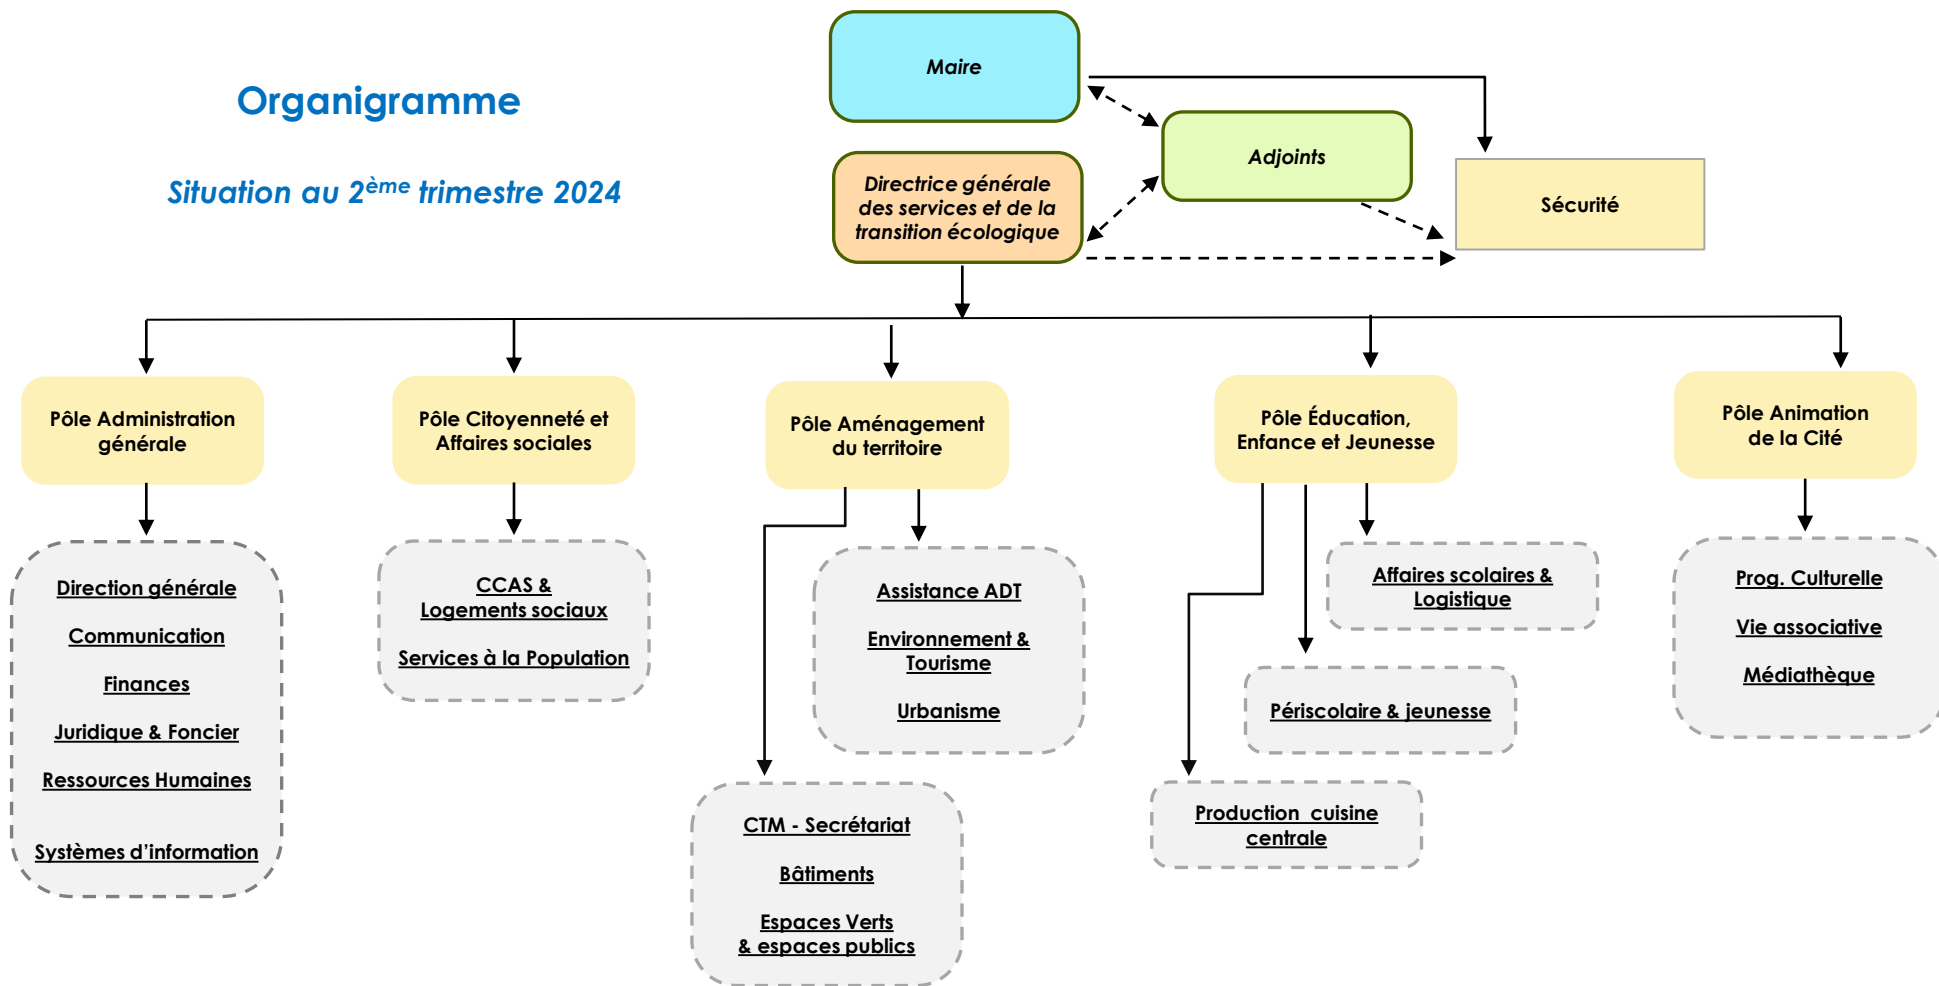 Organigramme
Situation au 2ème trimestre 2024
Maire
Adjoints
Directrice générale
des services et de la
transition écologique
Sécurité
Pôle Administration
générale
Pôle Citoyenneté et
Affaires sociales
Pôle Aménagement
du territoire
Pôle Éducation,
Enfance et Jeunesse
Pôle Animation
de la Cité
Direction générale
Communication
Finances
Juridique & Foncier
Ressources Humaines
Systèmes d'information
CCAS &
Logements sociaux
Services à la Population
Assistance ADT
Environnement &
Tourisme
Urbanisme
CTM - Secrétariat
Bâtiments
Espaces Verts
& espaces publics
Affaires scolaires &
Logistique
Périscolaire & jeunesse
Production cuisine
centrale
Prog. Culturelle
Vie associative
Médiathèque